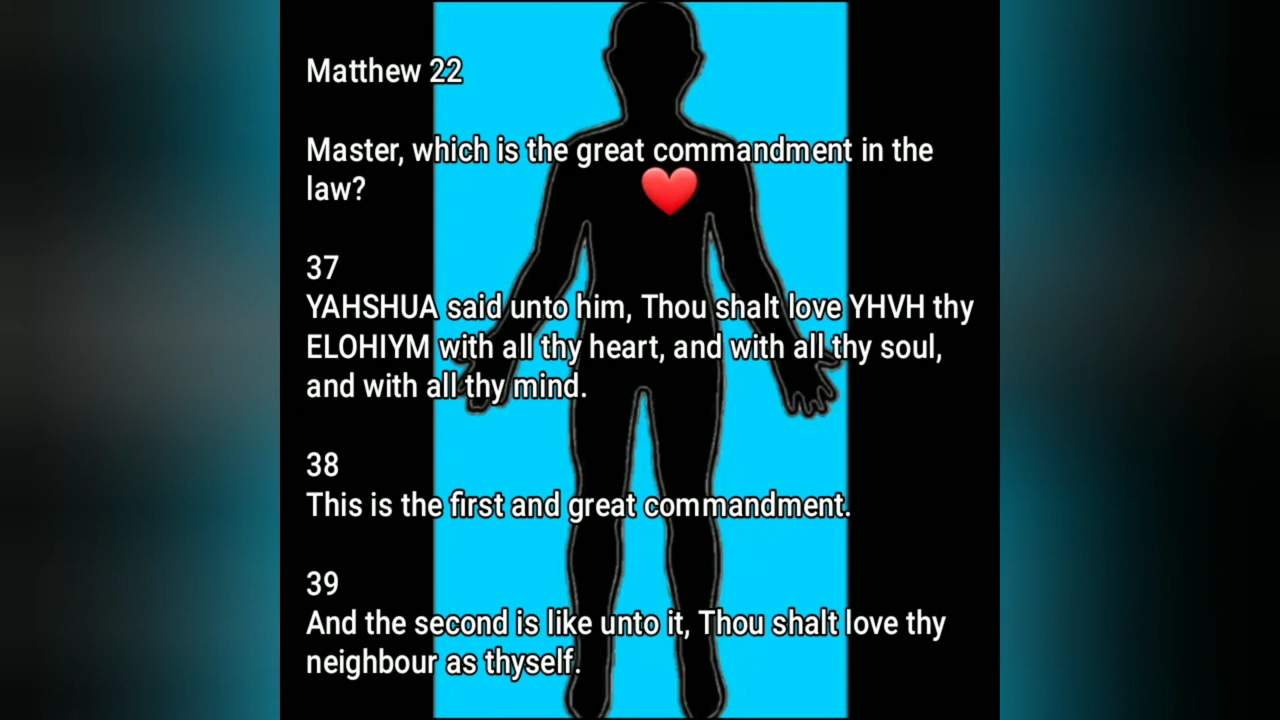 Matthew 22
Master, which is the great commandment in the
law?
37
YAHSHUA said unto him, Thou shalt love YHVH thy
ELOHIYM with all thy heart, and with all thy soul,
and with all thy mind.
38
This is the first and great commandment.
39
And the second is like unto it, Thou shalt love thy
neighbour as thyself.